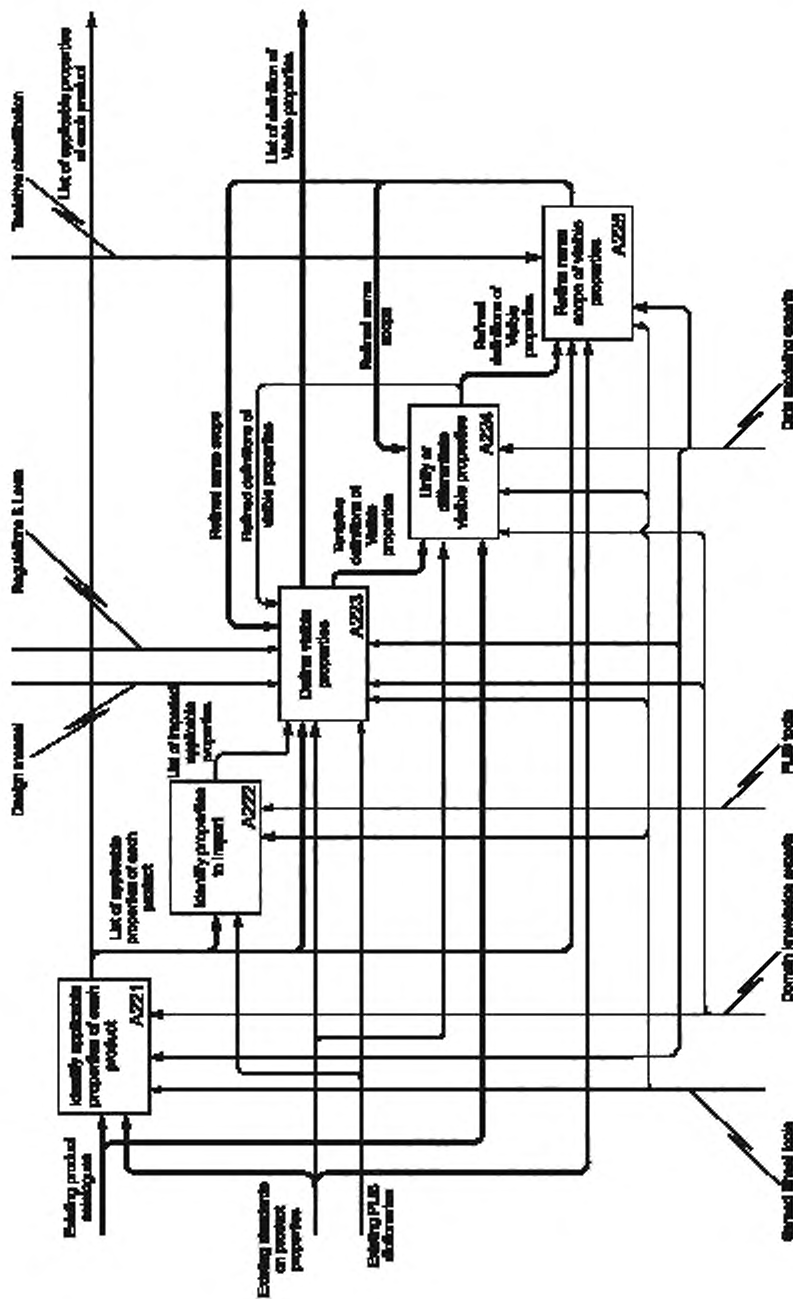 Existing product
catalogues
Existing standards
on product
properties
Existing PLIB
dictionaries
Identify applicable
properties of each
product
A221
List of applicable
properties of each
product
Identify properties
to import
A222
List of imported
applicable
properties
Define visible
properties
A223
Design manual
Regulations & Laws
Tentative classification
List of applicable properties
of each product
Refined name scope
Refined definitions of
visible properties
List of definition of
Visible properties
Tentative
definitions of
Visible
properties
Unify or
differentiate
visible properties
A224
Refined name
scope
Refined
definitions of
Visible
properties
Refine name
scope of visible
properties
A225
Domain knowledge experts
PLIB tools
Data modeling experts